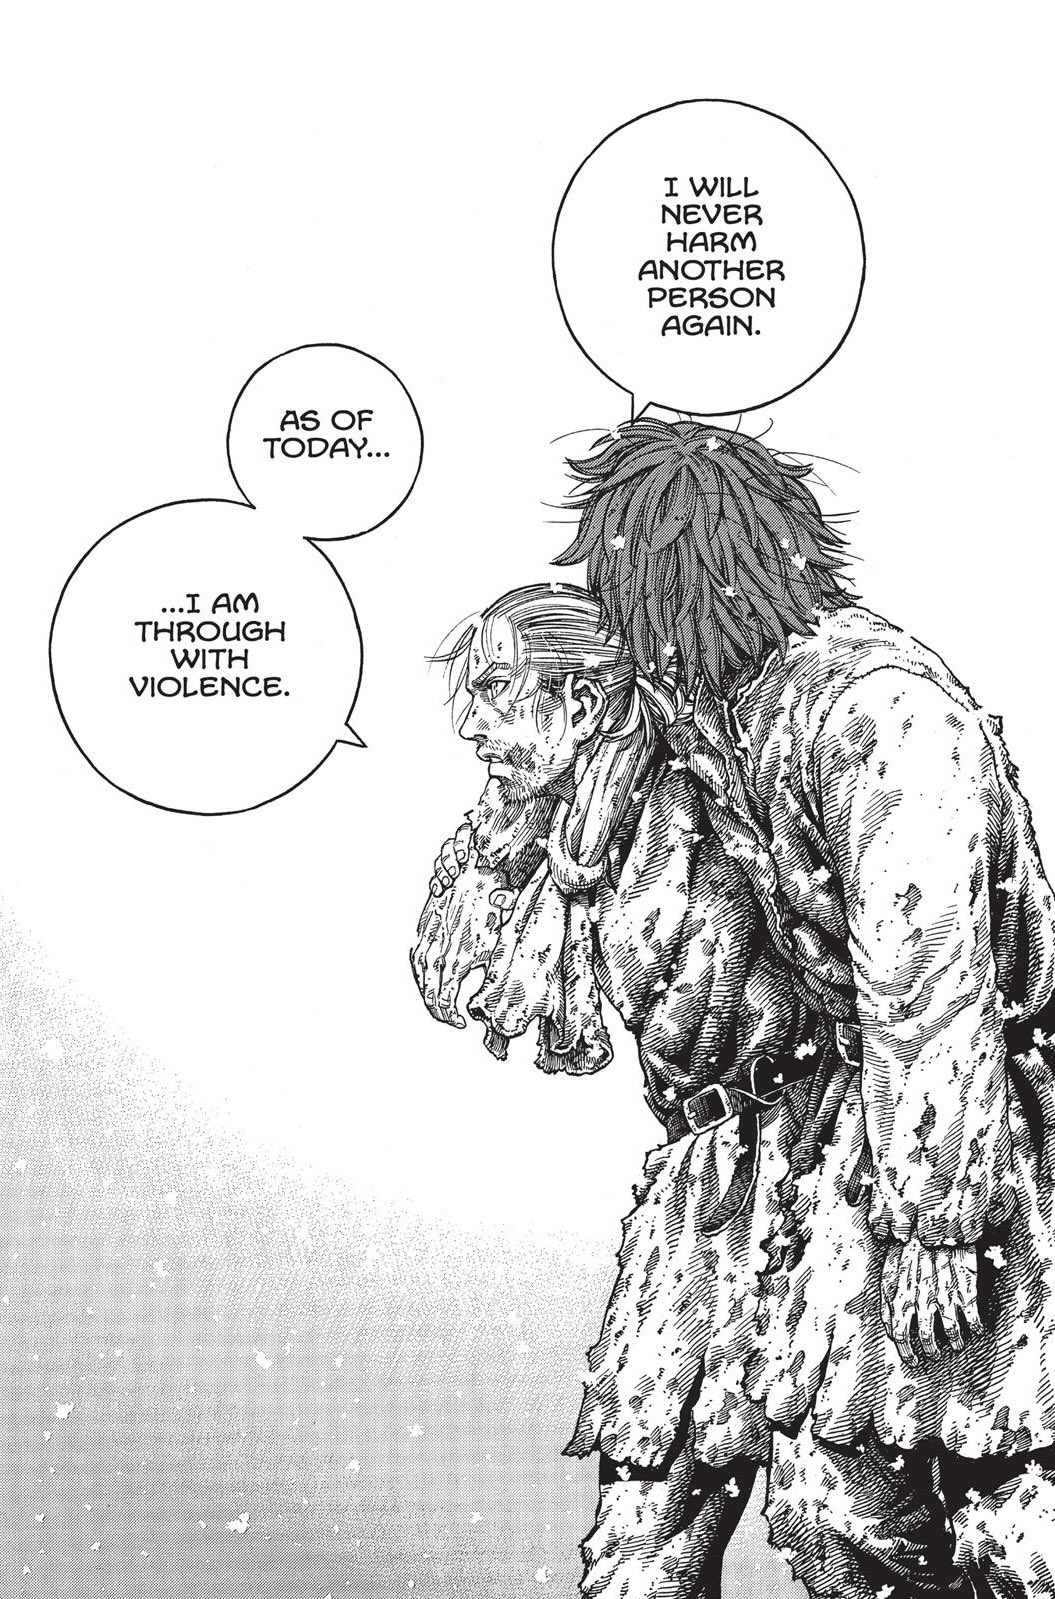 I WILL
NEVER
HARM
ANOTHER
PERSON
AGAIN.
AS OF
TODAY...
...I AM
THROUGH
WITH
VIOLENCE.